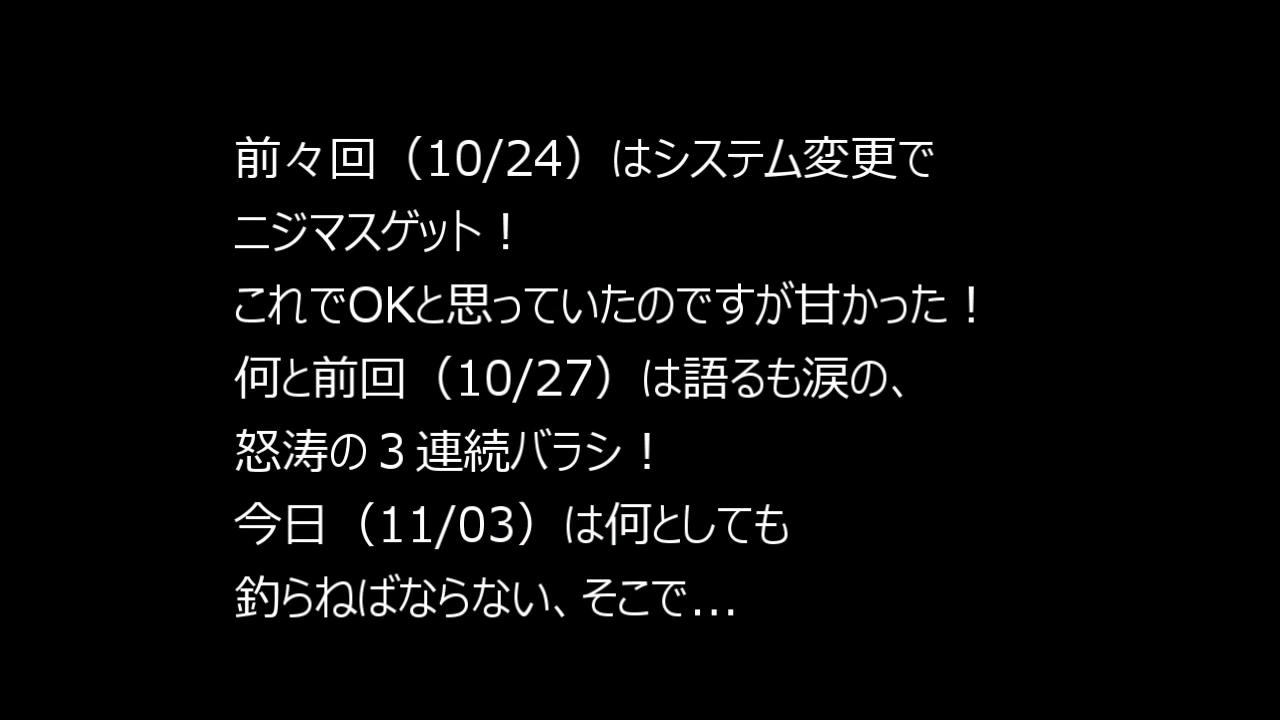 前々回（10/24）はシステム変更で
ニジマスゲット！
これでOKと思っていたのですが甘かった！
何と前回（10/27）は語るも涙の、
怒涛の３連続バラシ！
今日（11/03）は何としても
釣らねばならない、そこで...